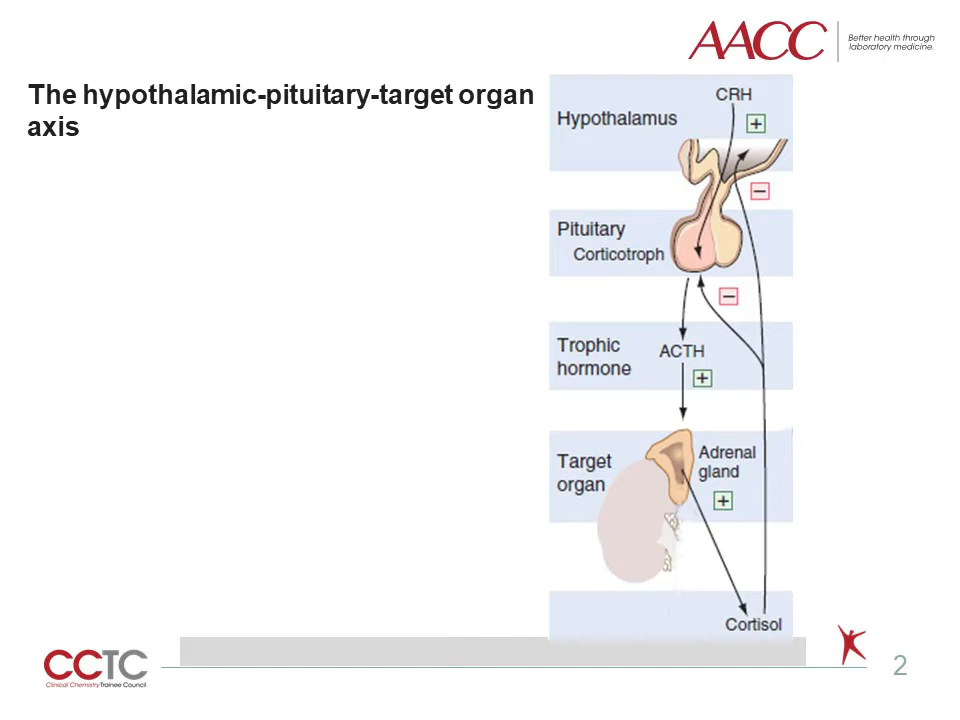 AACC
Better health through
laboratory medicine.
The hypothalamic-pituitary-target organ
axis
CRH
Hypothalamus
+
−
Pituitary
Corticotroph
−
Trophic
hormone
ACTH
+
Target
organ
Adrenal
gland
+
Cortisol
CCTC
Clinical Chemistry Trainee Council
2